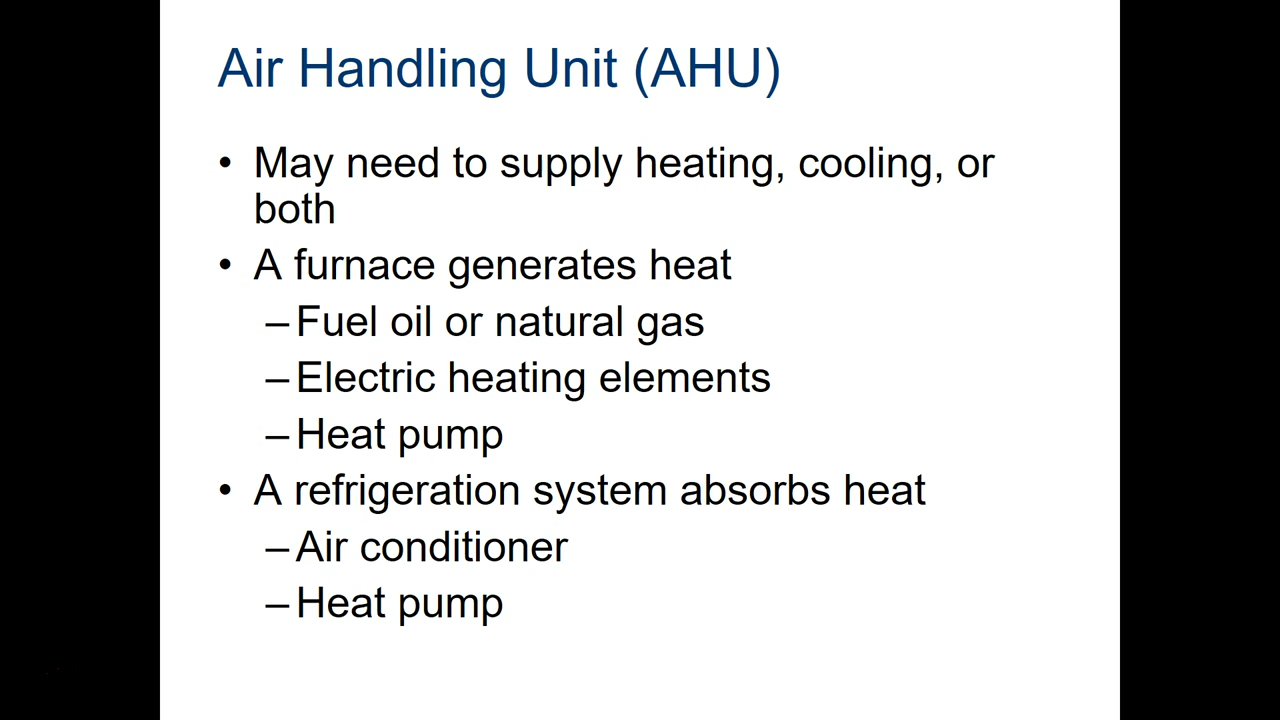 Air Handling Unit (AHU)
• May need to supply heating, cooling, or
both
• A furnace generates heat
–Fuel oil or natural gas
–Electric heating elements
–Heat pump
• A refrigeration system absorbs heat
–Air conditioner
–Heat pump